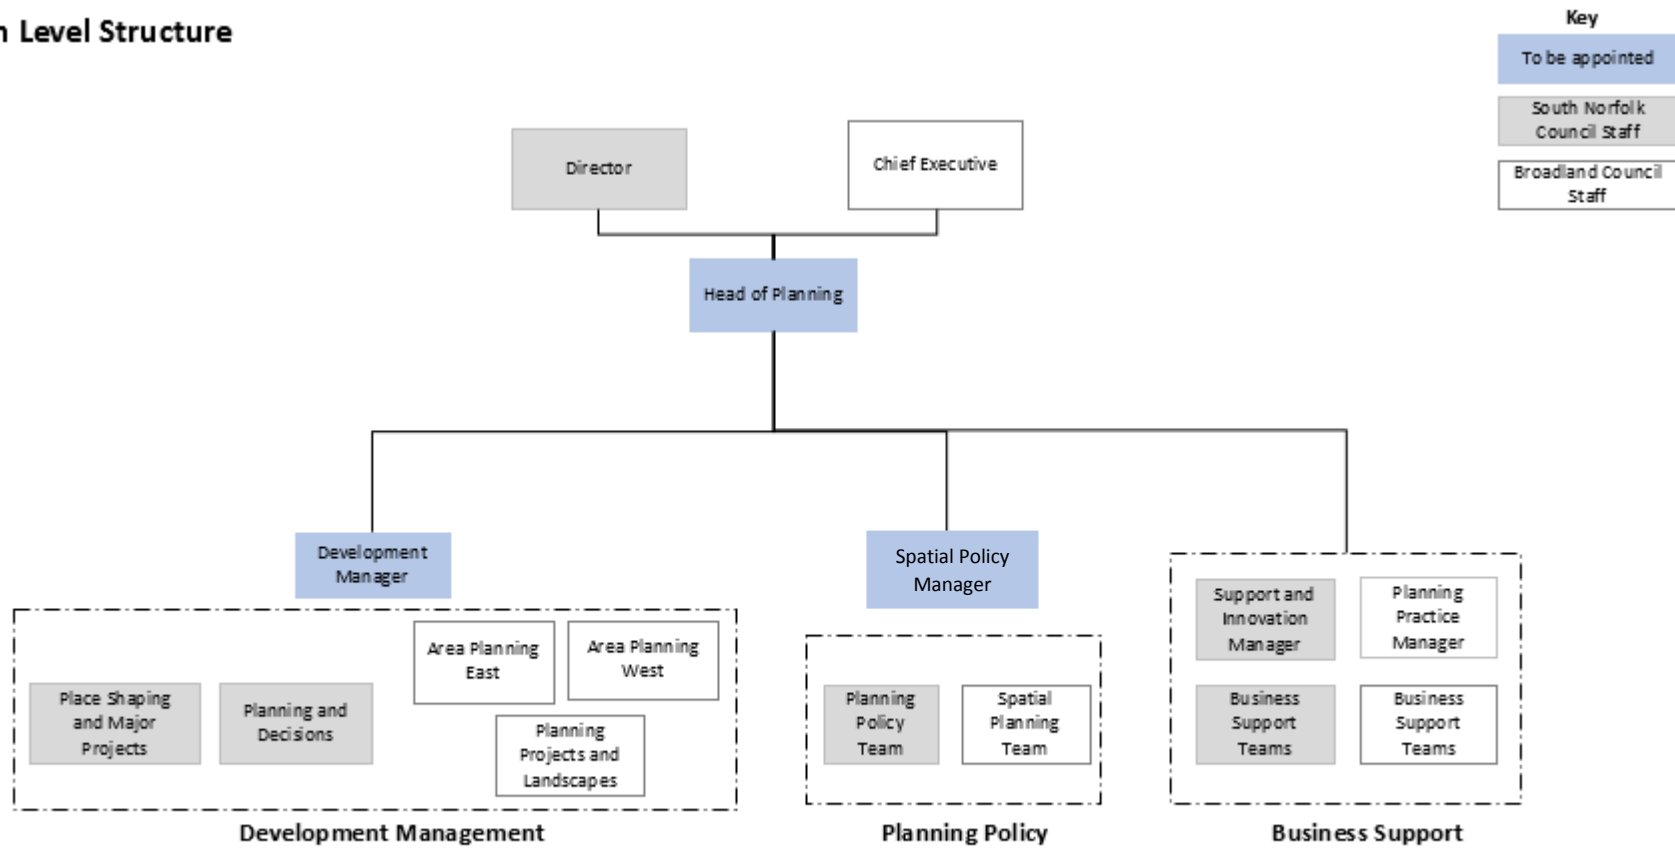 n Level Structure
Key
To be appointed
South Norfolk
Council Staff
Broadland Council
Staff
Director
Chief Executive
Head of Planning
Development
Manager
Spatial Policy
Manager
Place Shaping
and Major
Projects
Planning and
Decisions
Area Planning
East
Area Planning
West
Planning
Projects and
Landscapes
Planning
Policy
Team
Spatial
Planning
Team
Support and
Innovation
Manager
Planning
Practice
Manager
Business
Support
Teams
Business
Support
Teams
Development Management
Planning Policy
Business Support